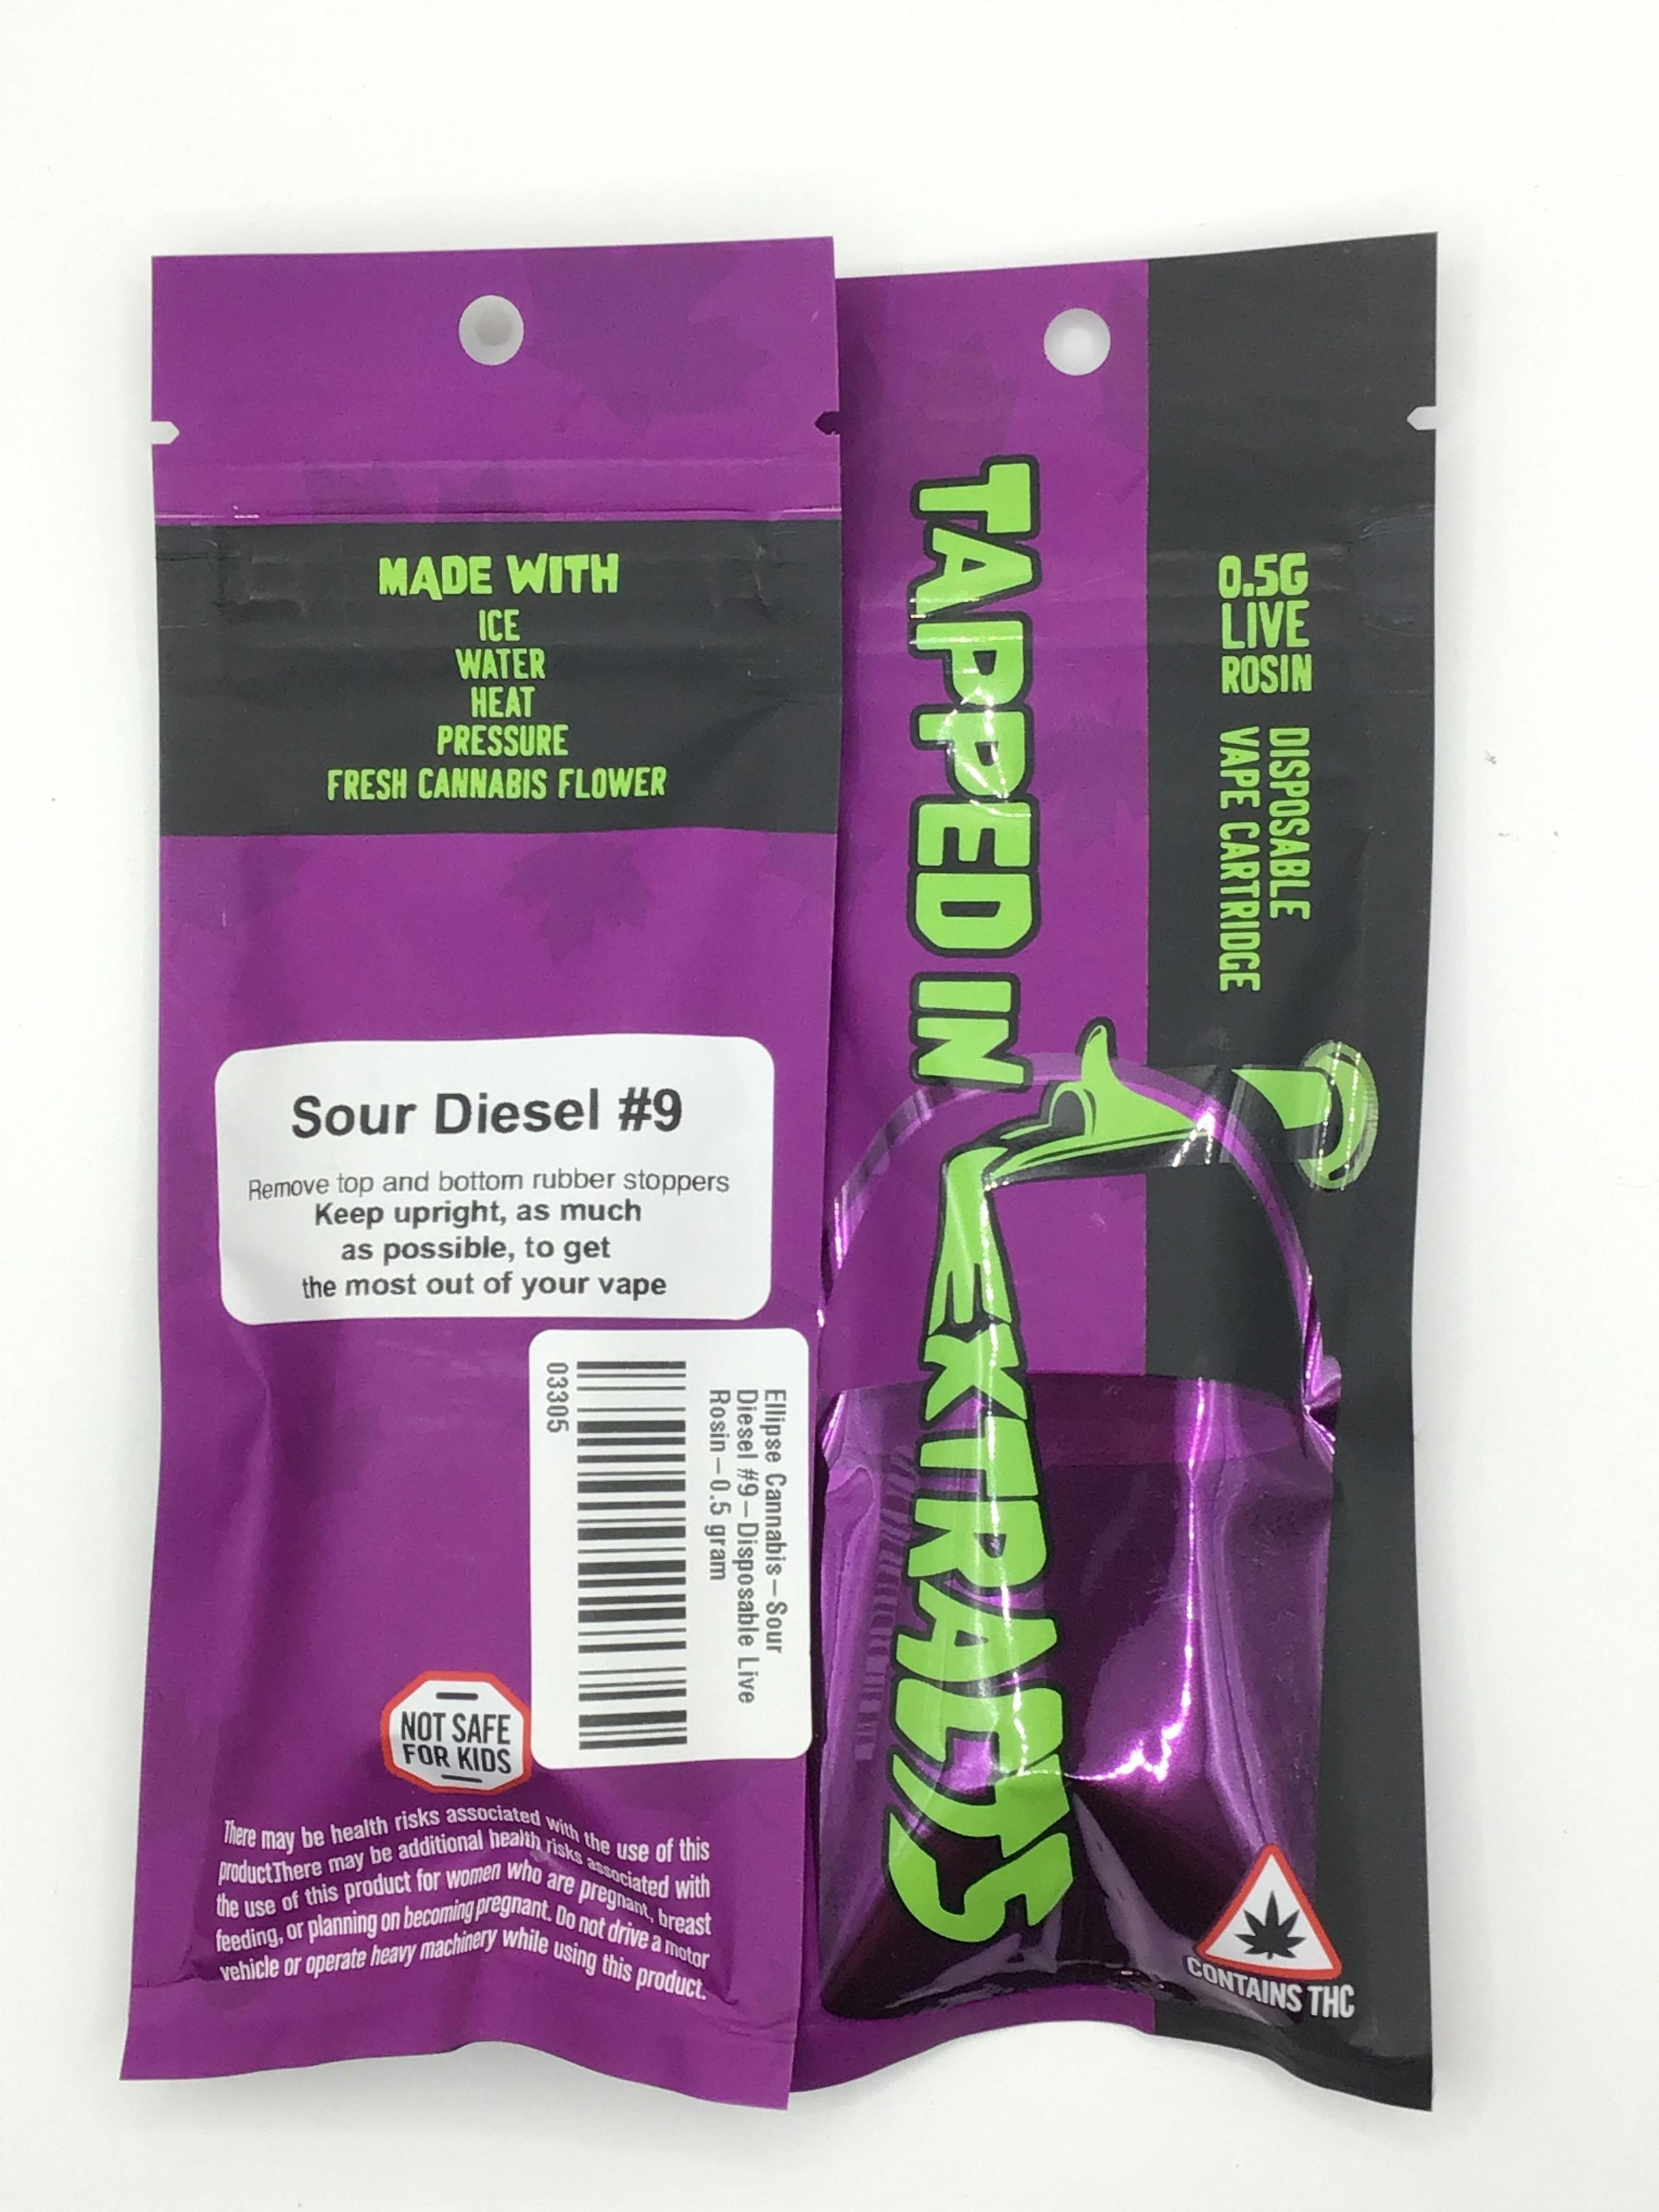 MADE WITH
ICE
WATER
HEAT
PRESSURE
FRESH CANNABIS FLOWER
Sour Diesel #9
Remove top and bottom rubber stoppers
Keep upright, as much
as possible, to get
the most out of your vape
Ellipse Cannabis-Sour
Diesel #9-Disposable Live
Rosin-0.5 gram
03305
NOT SAFE
FOR KIDS
There may be health risks associated with the use of this
product.There may be additional health risks associated with
the use of this product for women who are pregnant, breast
feeding, or planning on becoming pregnant. Do not drive a motor
vehicle or operate heavy machinery while using this product.
TAPPED IN
EXTRACTS
0.5G
LIVE
ROSIN
DISPOSABLE
VAPE CARTRIDGE
CONTAINS THC